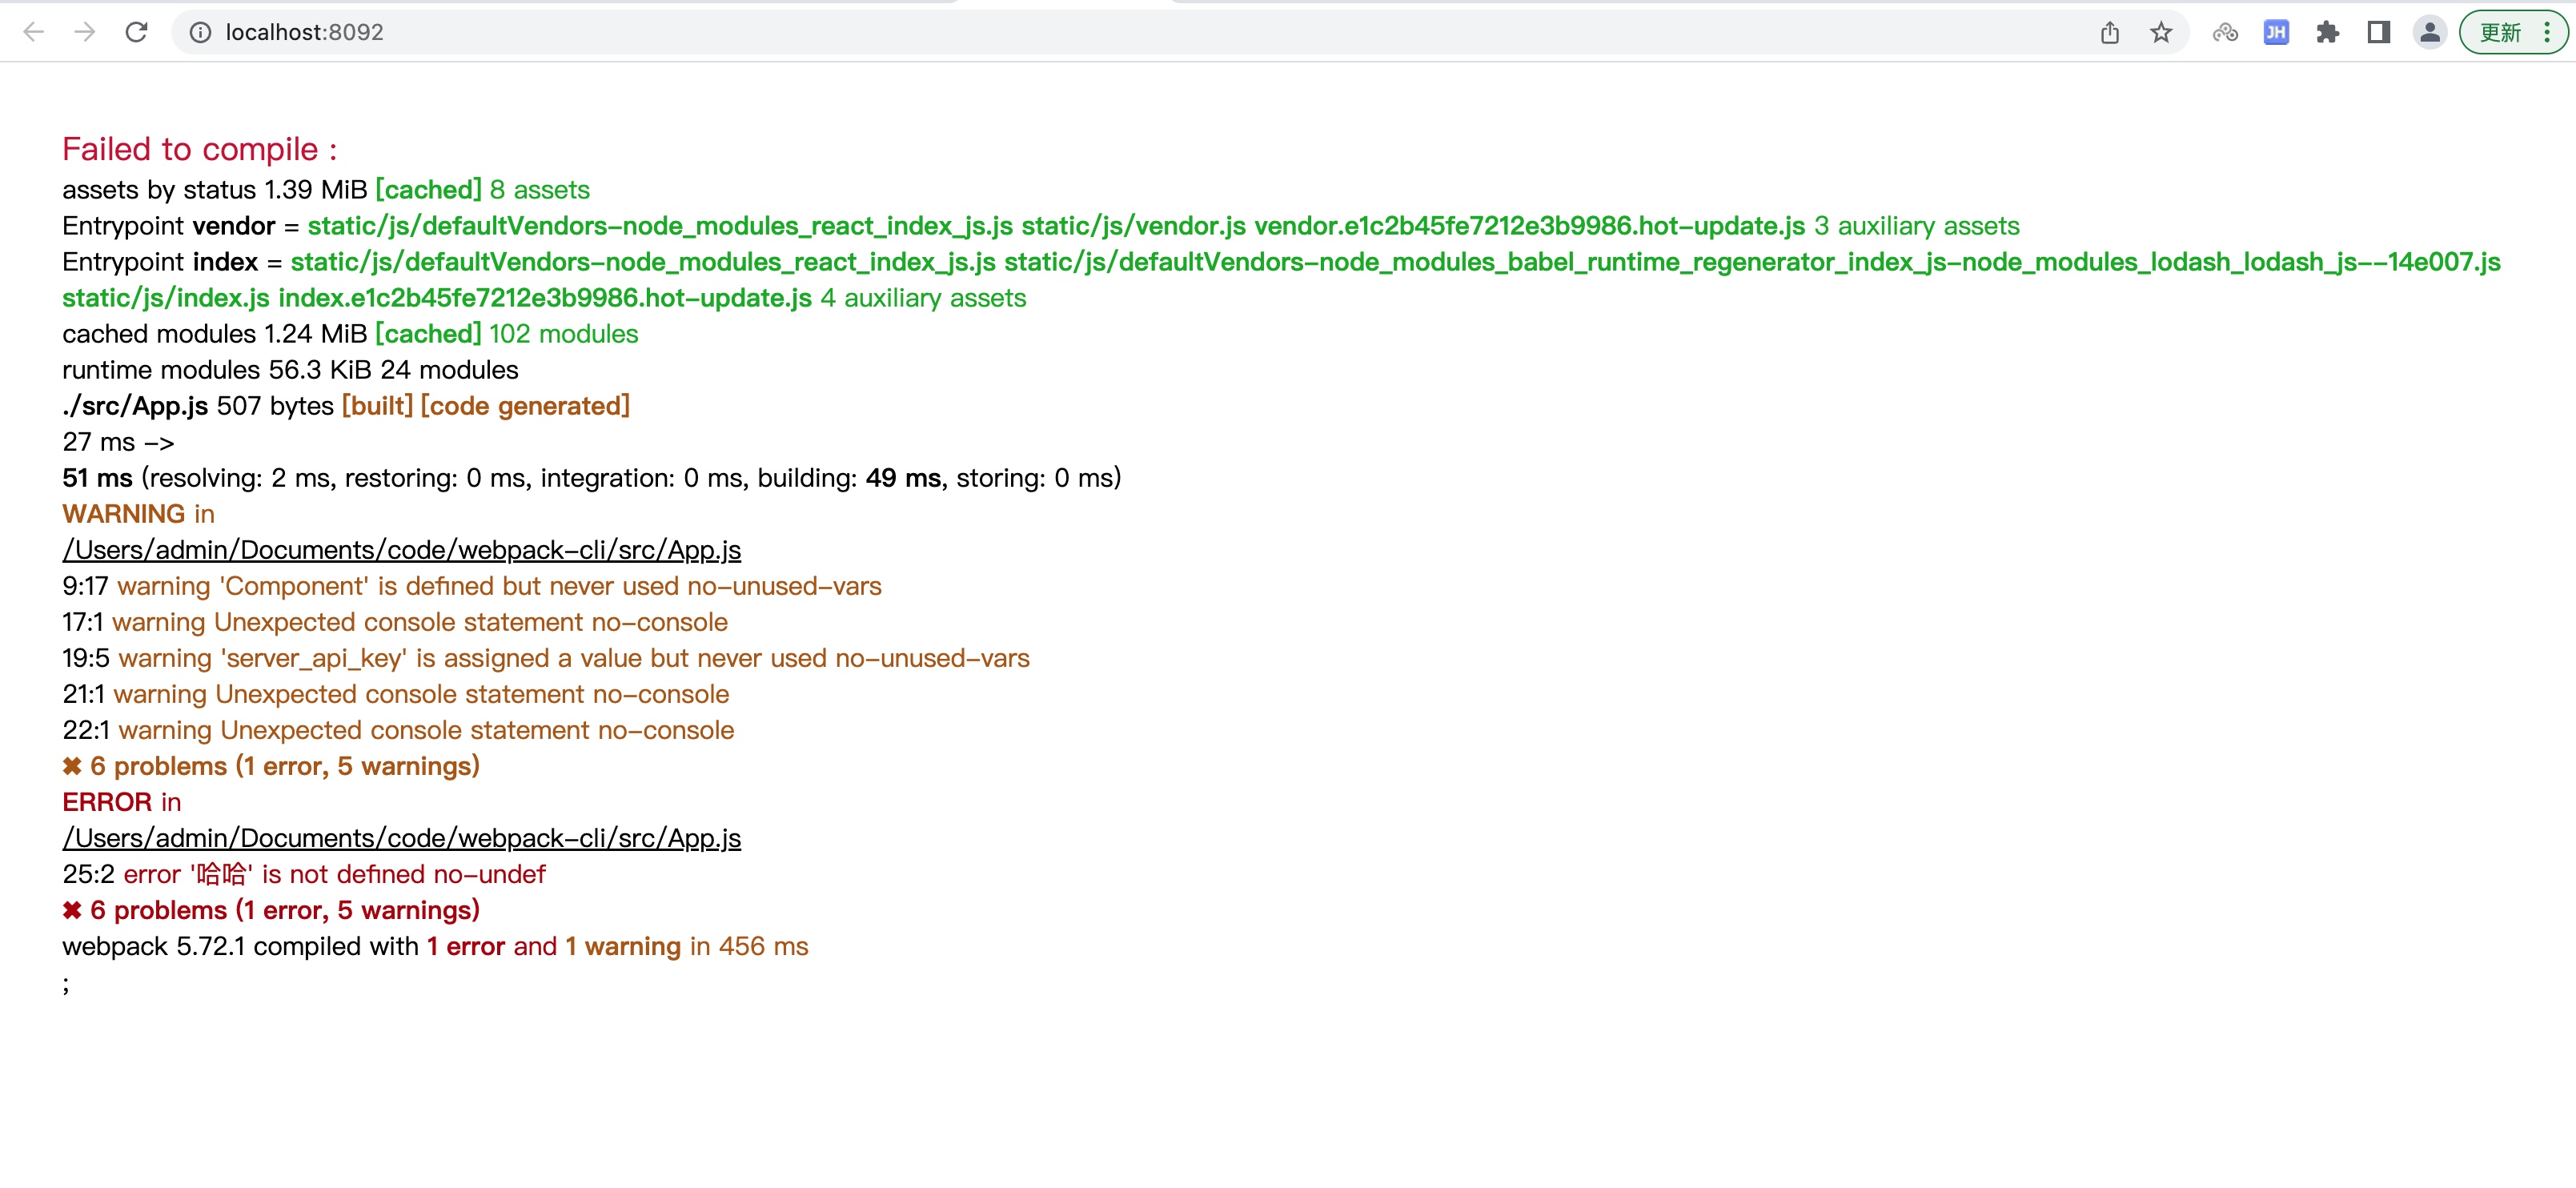 localhost:8092
JH
更新
Failed to compile :
assets by status 1.39 MiB [cached] 8 assets
Entrypoint vendor = static/js/defaultVendors-node_modules_react_index_js.js static/js/vendor.js vendor.e1c2b45fe7212e3b9986.hot-update.js 3 auxiliary assets
Entrypoint index = static/js/defaultVendors-node_modules_react_index_js.js static/js/defaultVendors-node_modules_babel_runtime_regenerator_index_js-node_modules_lodash_lodash_js--14e007.js
static/js/index.js index.e1c2b45fe7212e3b9986.hot-update.js 4 auxiliary assets
cached modules 1.24 MiB [cached] 102 modules
runtime modules 56.3 KiB 24 modules
./src/App.js 507 bytes [built] [code generated]
27 ms ->
51 ms (resolving: 2 ms, restoring: 0 ms, integration: 0 ms, building: 49 ms, storing: 0 ms)
WARNING in
/Users/admin/Documents/code/webpack-cli/src/App.js
9:17 warning 'Component' is defined but never used no-unused-vars
17:1 warning Unexpected console statement no-console
19:5 warning 'server_api_key' is assigned a value but never used no-unused-vars
21:1 warning Unexpected console statement no-console
22:1 warning Unexpected console statement no-console
✖ 6 problems (1 error, 5 warnings)
ERROR in
/Users/admin/Documents/code/webpack-cli/src/App.js
25:2 error '哈哈' is not defined no-undef
✖ 6 problems (1 error, 5 warnings)
webpack 5.72.1 compiled with 1 error and 1 warning in 456 ms
;